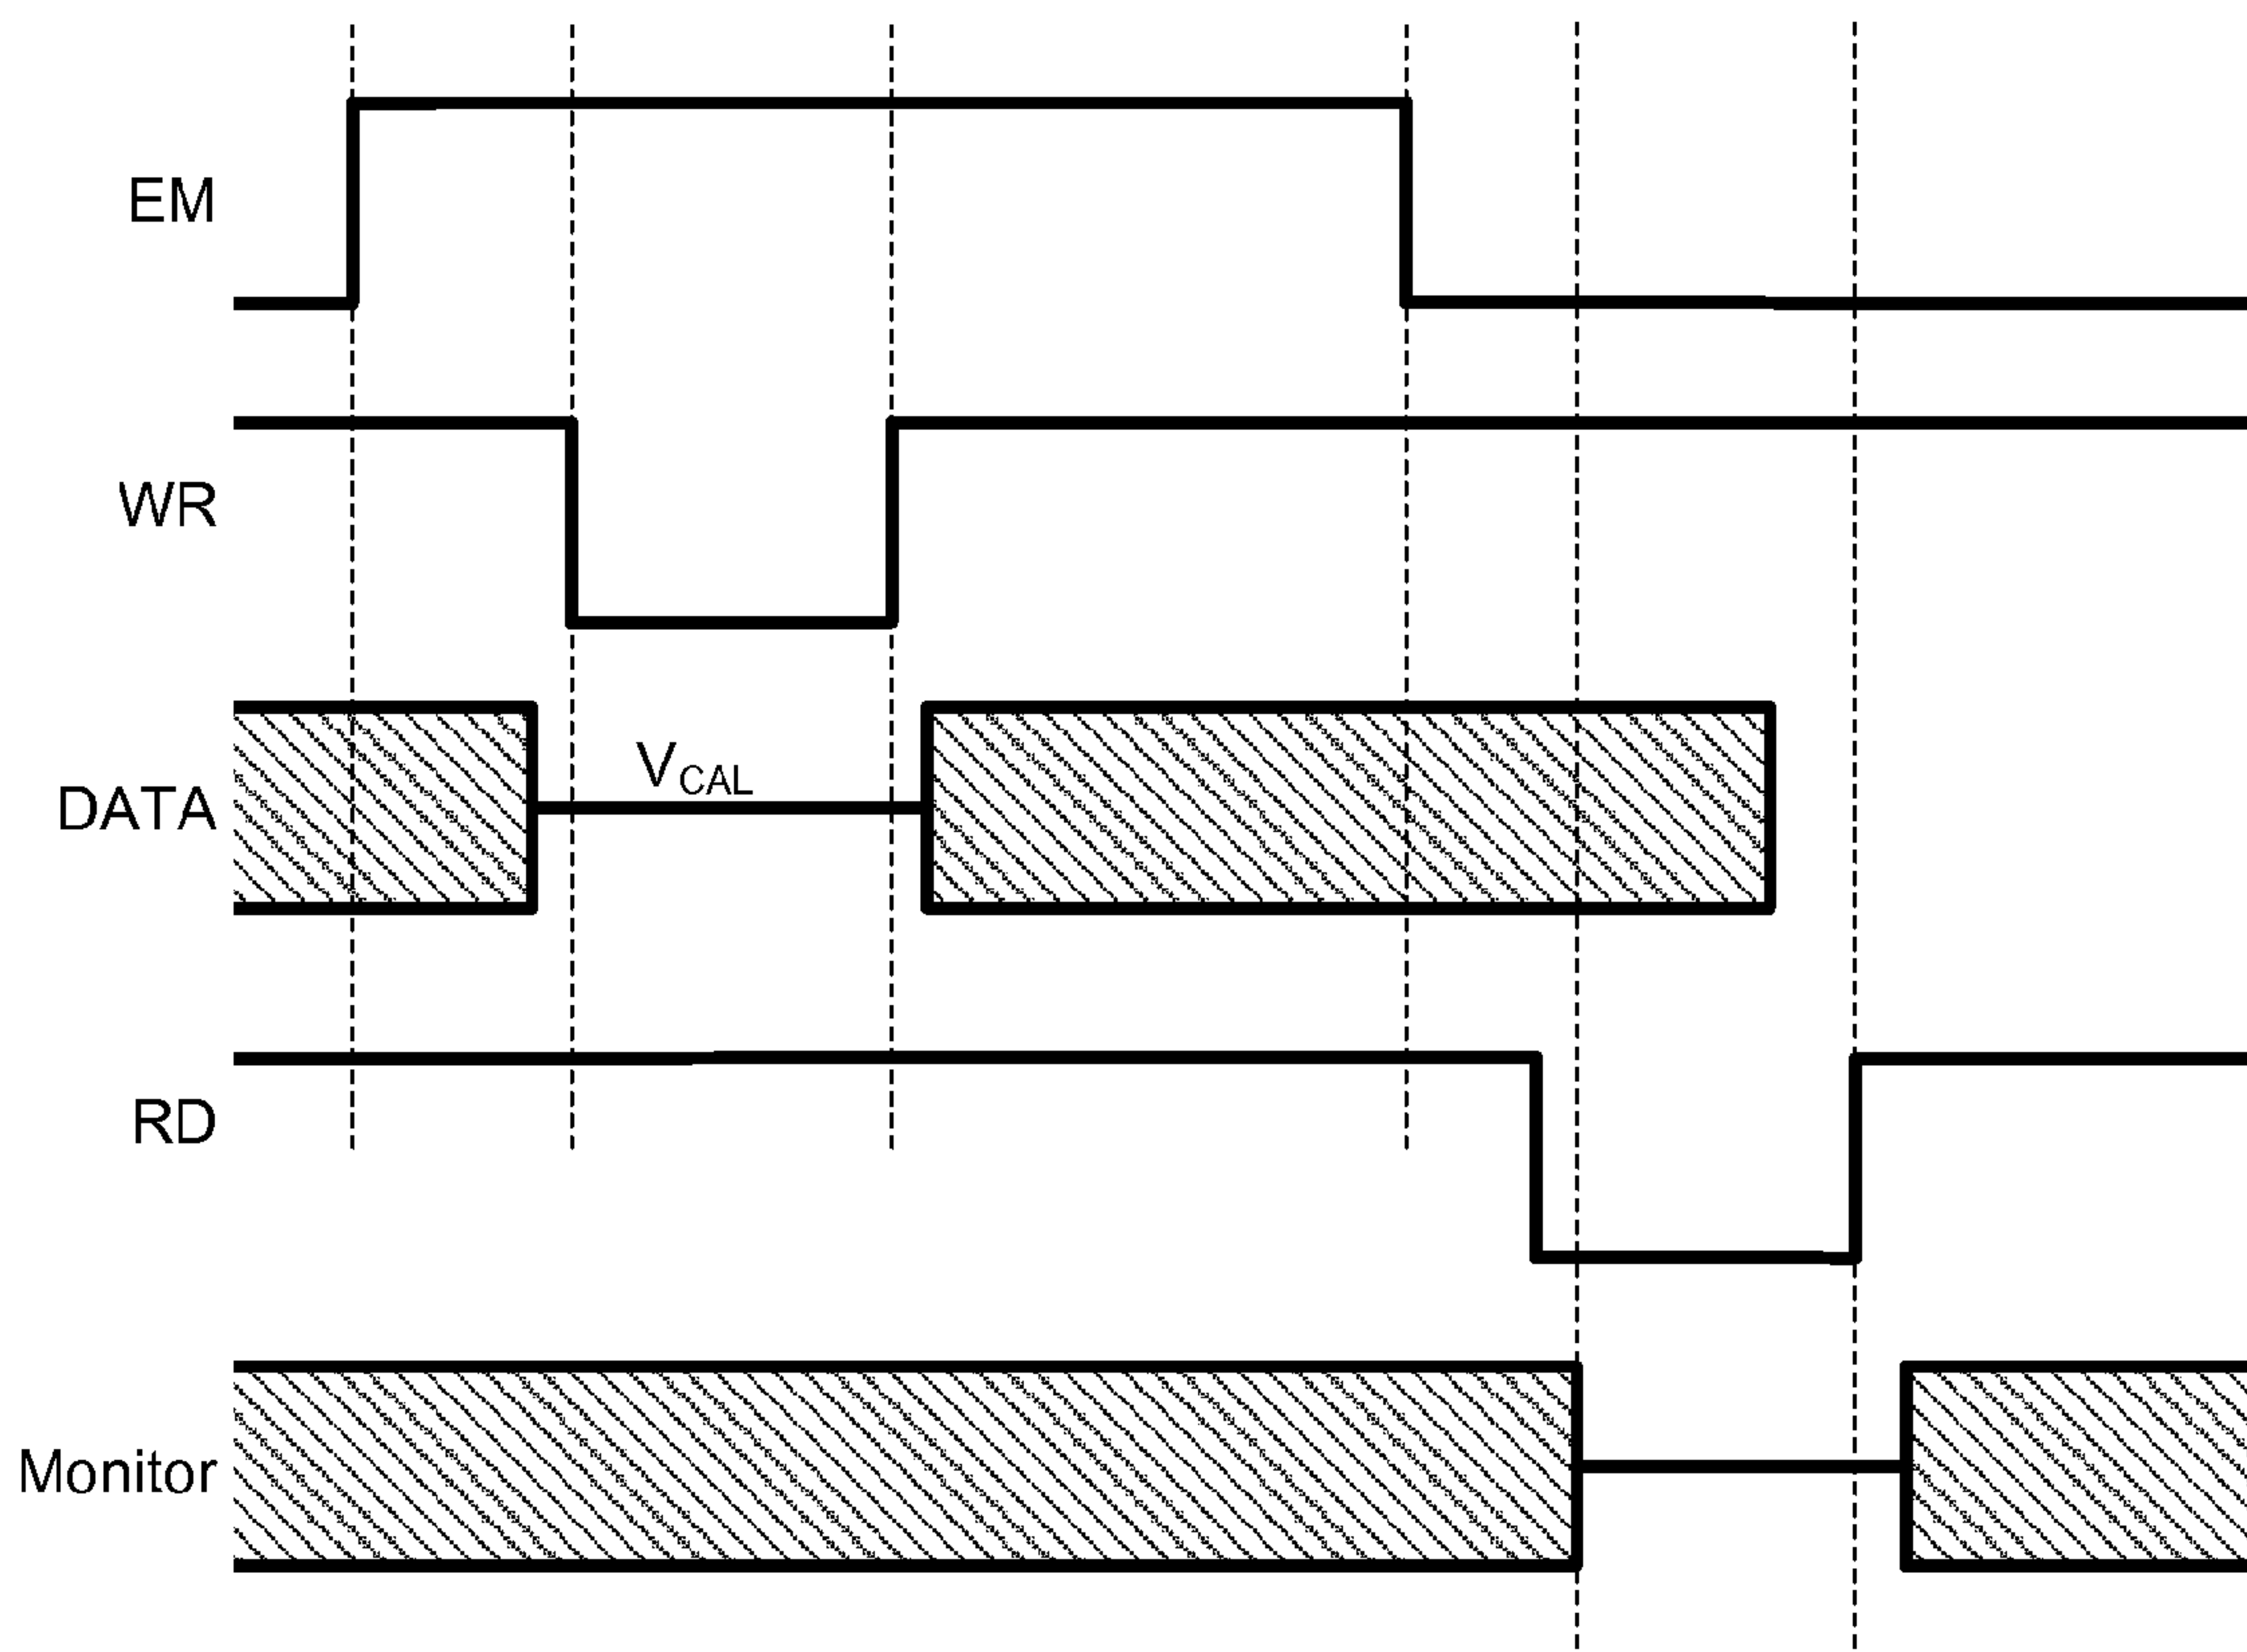 EM
WR
V_CAL
DATA
RD
Monitor